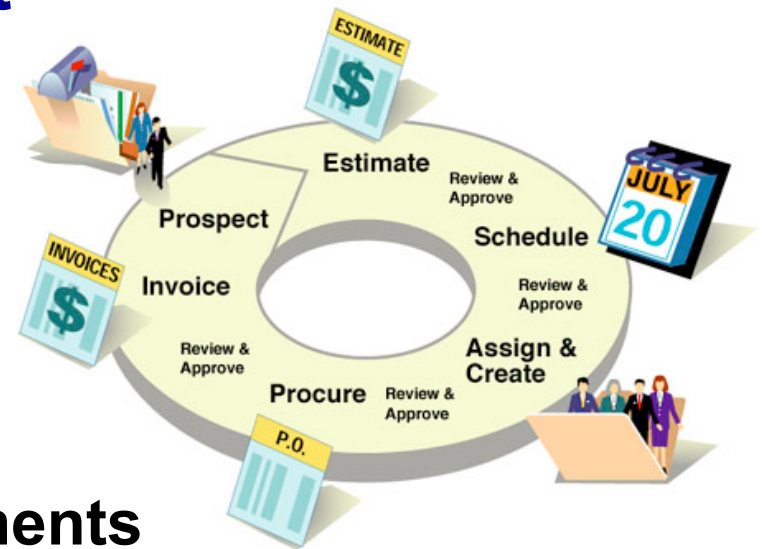 t
ESTIMATE
$
Estimate
Review &
Approve
JULY
20
Schedule
Review &
Approve
Assign &
Create
Review &
Approve
Procure
P.O.
Review &
Approve
Invoice
INVOICES
$
Prospect
ments